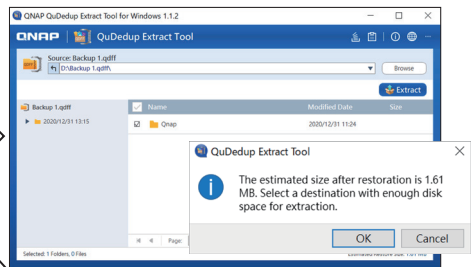 QNAP QuDedup Extract Tool for Windows 1.1.2
QNAP QuDedup Extract Tool
Source: Backup 1.qdff
D:\Backup 1.qdff\
Browse
Extract
Backup 1.qdff
Name Modified Date Size
2020/12/31 13:15
Qnap 2020/12/31 11:24
QuDedup Extract Tool
The estimated size after restoration is 1.61
MB. Select a destination with enough disk
space for extraction.
OK Cancel
Page:
Selected: 1 Folders, 0 Files